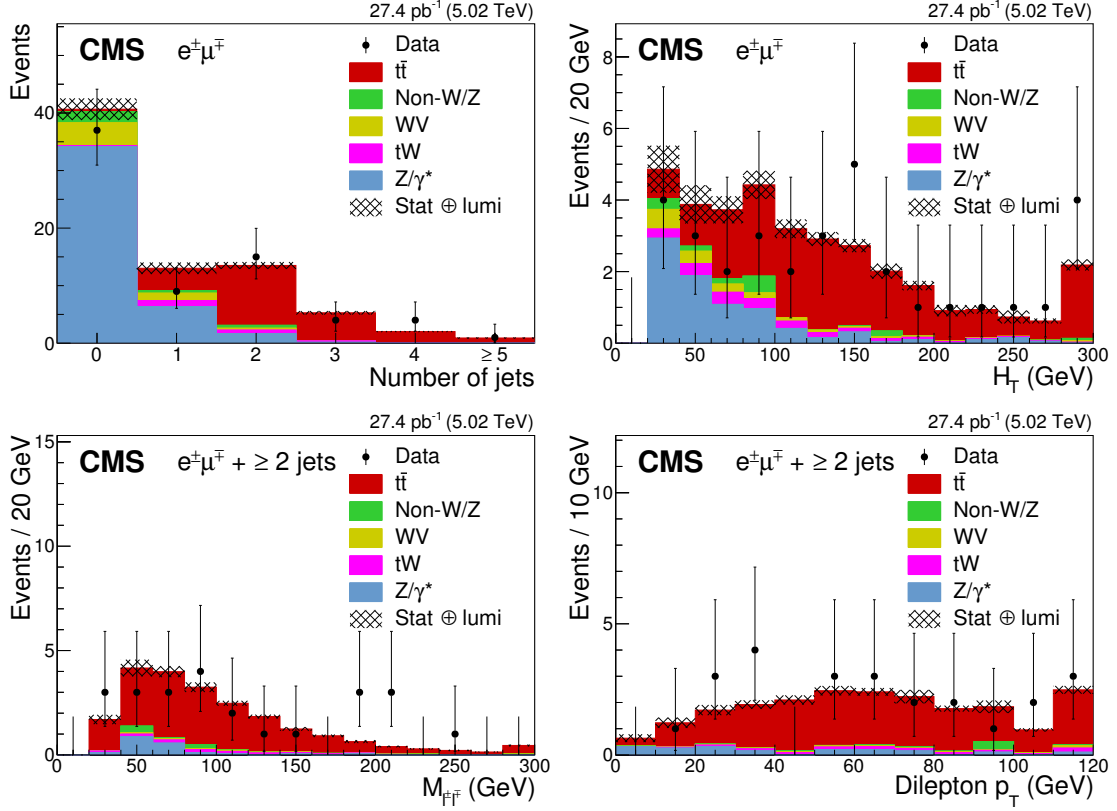 27.4 pb⁻¹ (5.02 TeV)
CMS e±μ∓
Data
tt̄
Non-W/Z
WV
tW
Z/γ*
Stat ⊕ lumi
Events
40
20
0
0 1 2 3 4 ≥5
Number of jets
27.4 pb⁻¹ (5.02 TeV)
CMS e±μ∓
Data
tt̄
Non-W/Z
WV
tW
Z/γ*
Stat ⊕ lumi
Events / 20 GeV
8
6
4
2
0
0 50 100 150 200 250 300
H_T (GeV)
27.4 pb⁻¹ (5.02 TeV)
CMS e±μ∓ + ≥ 2 jets
Data
tt̄
Non-W/Z
WV
tW
Z/γ*
Stat ⊕ lumi
Events / 20 GeV
15
10
5
0
0 50 100 150 200 250 300
M_l±l∓ (GeV)
27.4 pb⁻¹ (5.02 TeV)
CMS e±μ∓ + ≥ 2 jets
Data
tt̄
Non-W/Z
WV
tW
Z/γ*
Stat ⊕ lumi
Events / 10 GeV
10
5
0
0 20 40 60 80 100 120
Dilepton p_T (GeV)